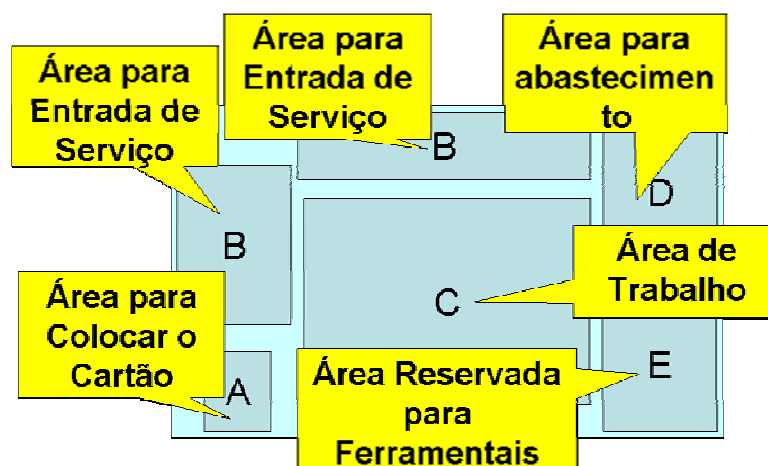 Área para
Entrada de
Serviço
Área para
Entrada de
Serviço
Área para
abastecimen
to
B
D
B
Área de
Trabalho
C
Área para
Colocar o
Cartão
A
Área Reservada
para
Ferramentais
E